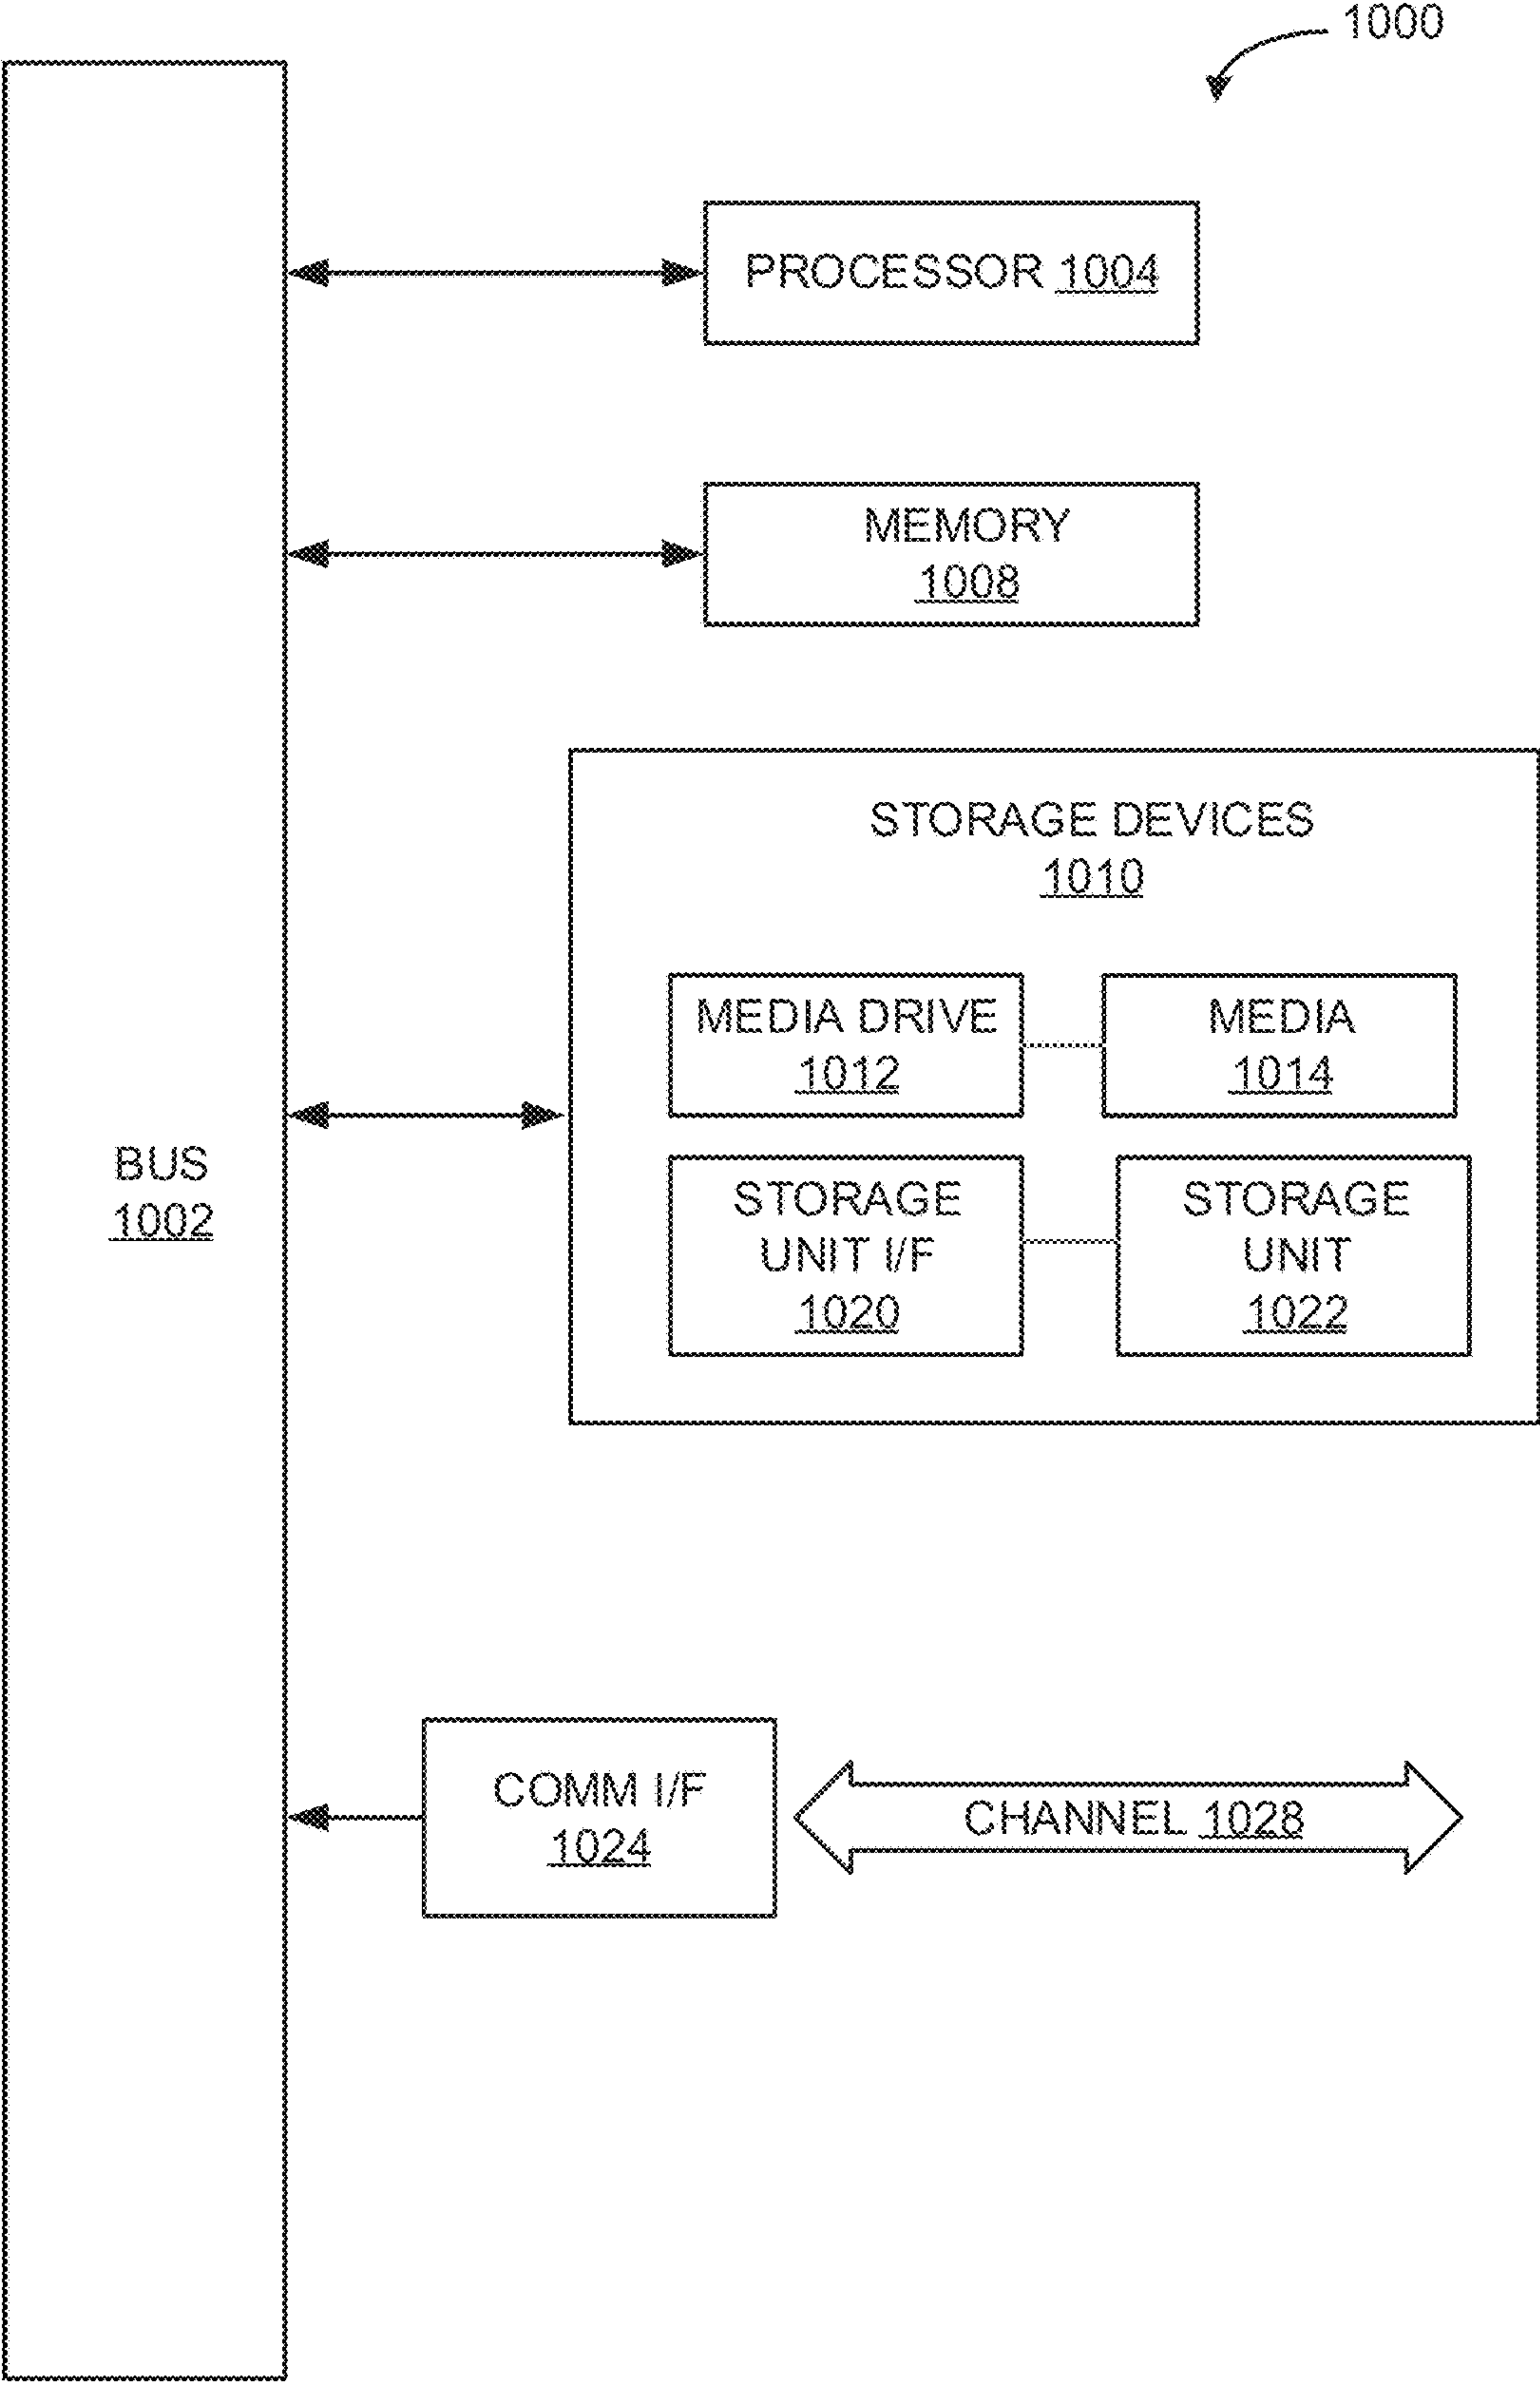 1000
PROCESSOR 1004
MEMORY
1008
STORAGE DEVICES
1010
MEDIA DRIVE
1012
MEDIA
1014
BUS
1002
STORAGE
UNIT I/F
1020
STORAGE
UNIT
1022
COMM I/F
1024
CHANNEL 1028